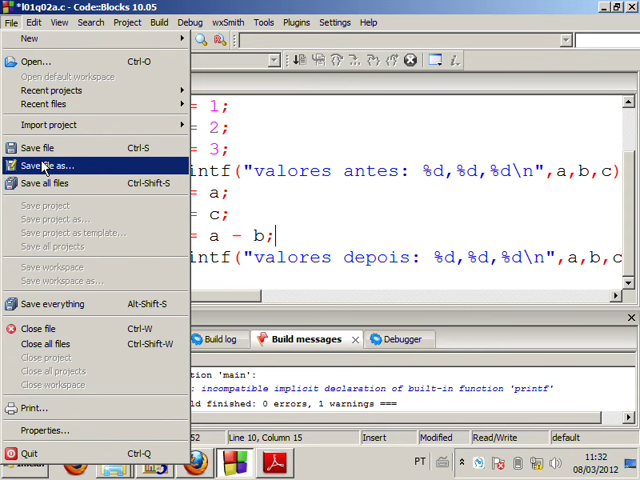 *l01q02a.c - Code::Blocks 10.05
File Edit View Search Project Build Debug wxSmith Tools Plugins Settings Help
New
Open... Ctrl-O
Open default workspace
Recent projects
Recent files
Import project
Save file Ctrl-S
Save file as...
Save all files Ctrl-Shift-S
Save project
Save project as...
Save project as template...
Save all projects
Save workspace
Save workspace as...
Save everything Alt-Shift-S
Close file Ctrl-W
Close all files Ctrl-Shift-W
Close project
Close all projects
Close workspace
Print...
Properties...
Quit Ctrl-Q
= 1;
= 2;
= 3;
intf("valores antes: %d,%d,%d\n",a,b,c)
= a;
= c;
= a - b;
intf("valores depois: %d,%d,%d\n",a,b,c
Build log Build messages Debugger
tion 'main':
: incompatible implicit declaration of built-in function 'printf'
ld finished: 0 errors, 1 warnings ===
52 Line 10, Column 15 Insert Modified Read/Write default
PT
11:32
08/03/2012